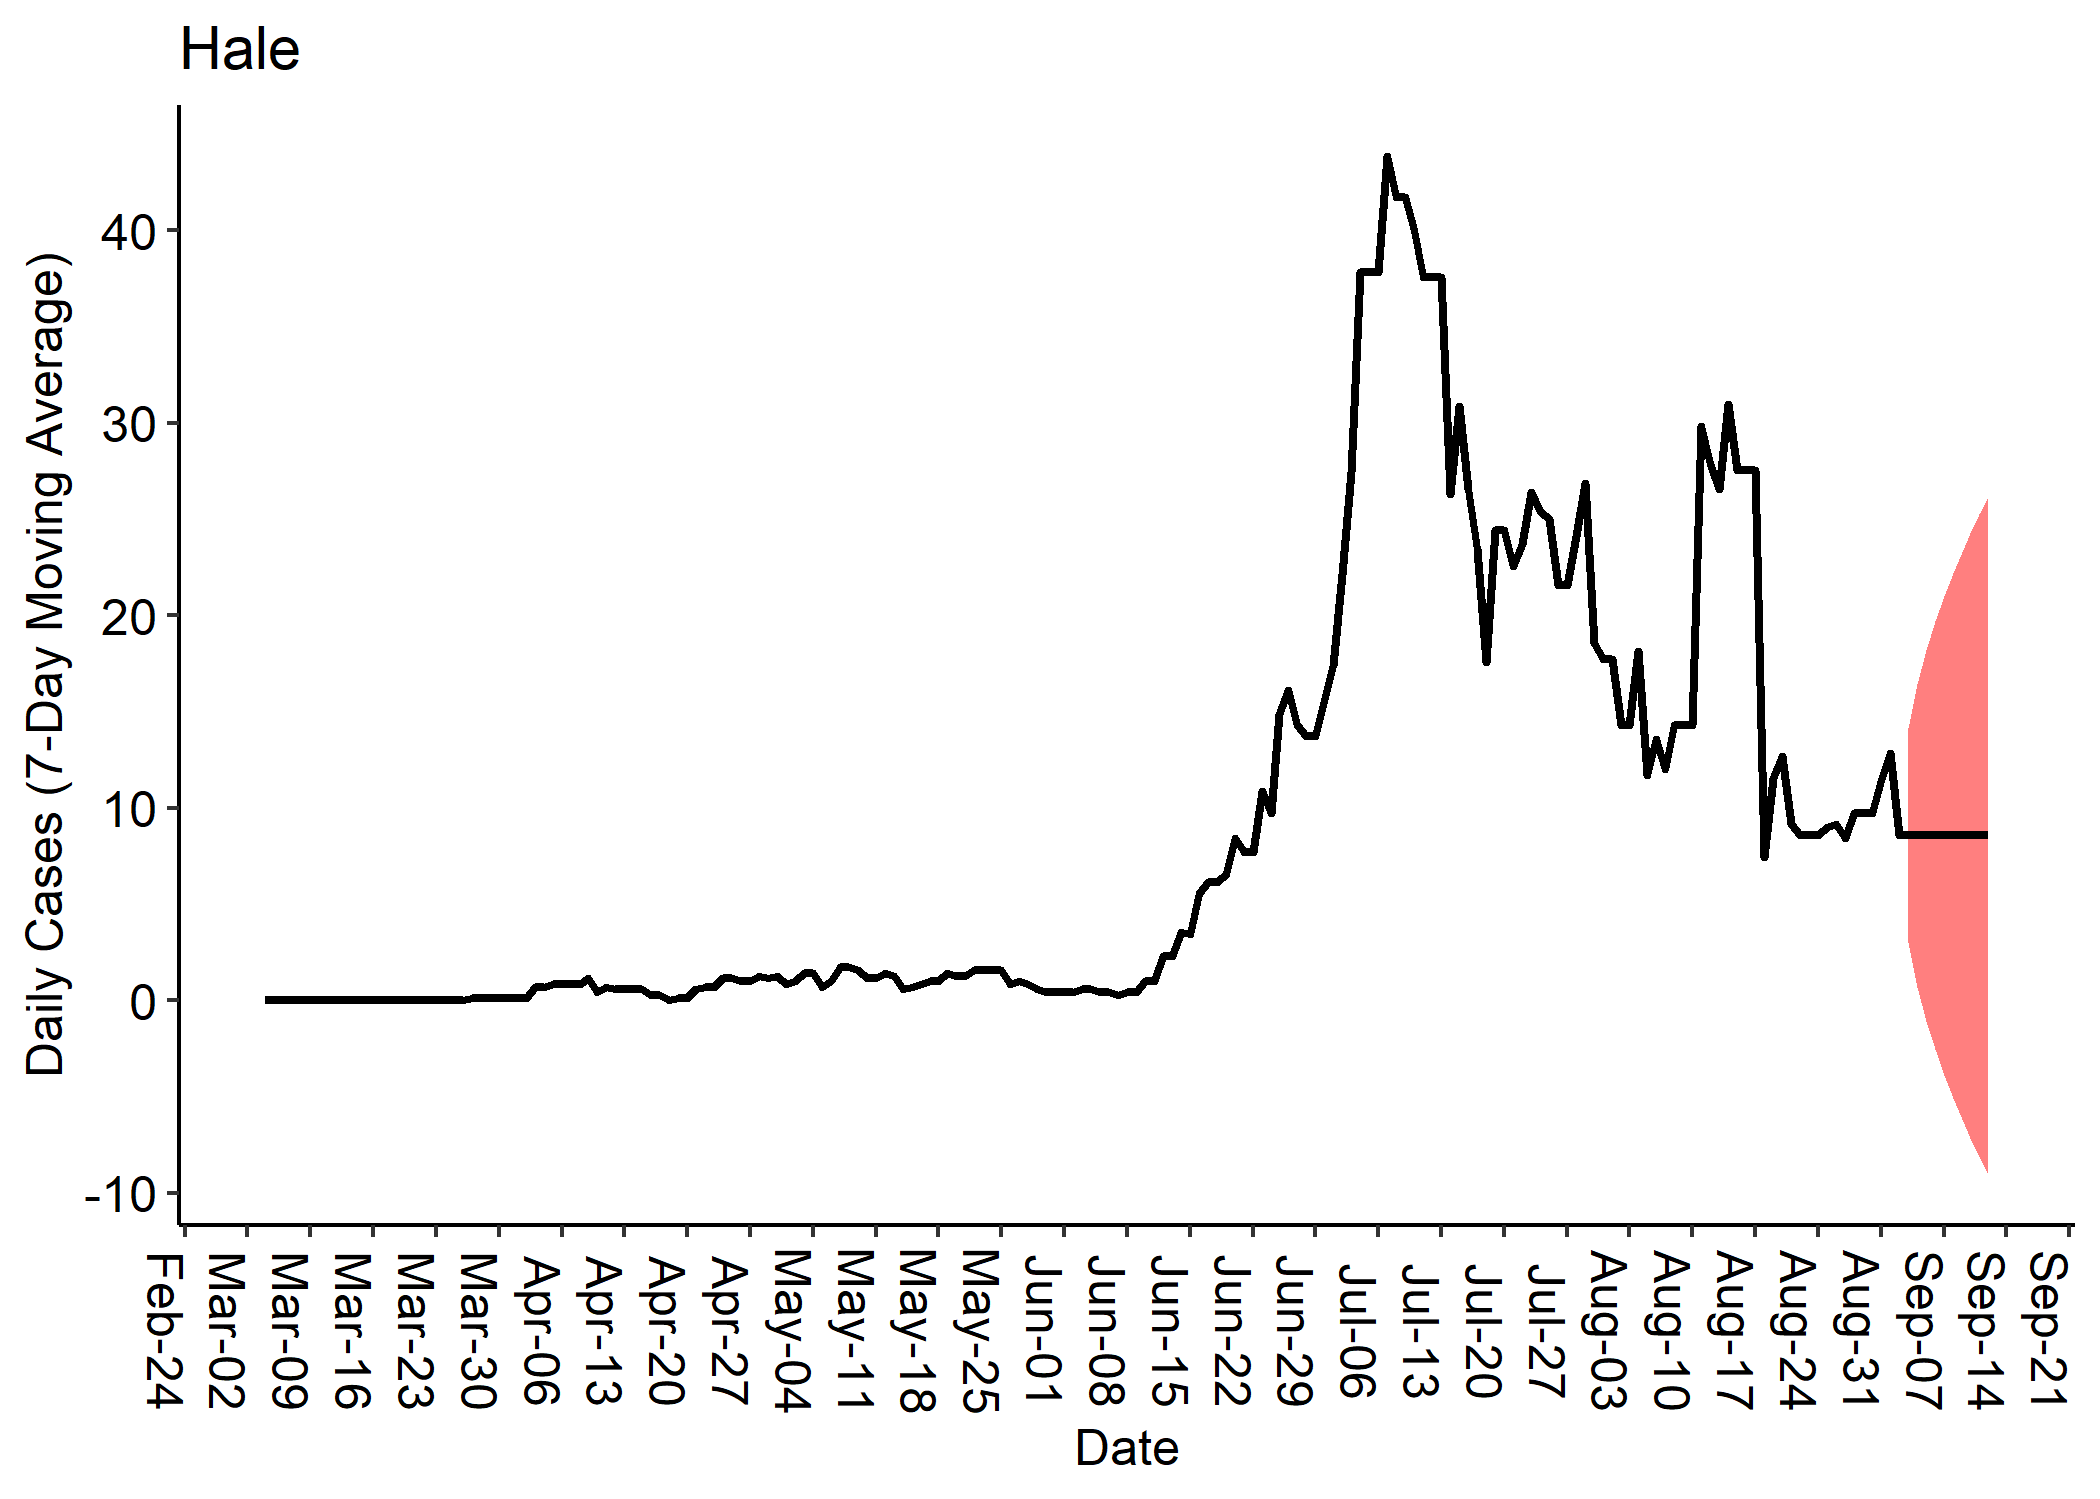 Hale
Daily Cases (7-Day Moving Average)
40
30
20
10
0
-10
Feb-24
Mar-02
Mar-09
Mar-16
Mar-23
Mar-30
Apr-06
Apr-13
Apr-20
Apr-27
May-04
May-11
May-18
May-25
Jun-01
Jun-08
Jun-15
Jun-22
Jun-29
Jul-06
Jul-13
Jul-20
Jul-27
Aug-03
Aug-10
Aug-17
Aug-24
Aug-31
Sep-07
Sep-14
Sep-21
Date